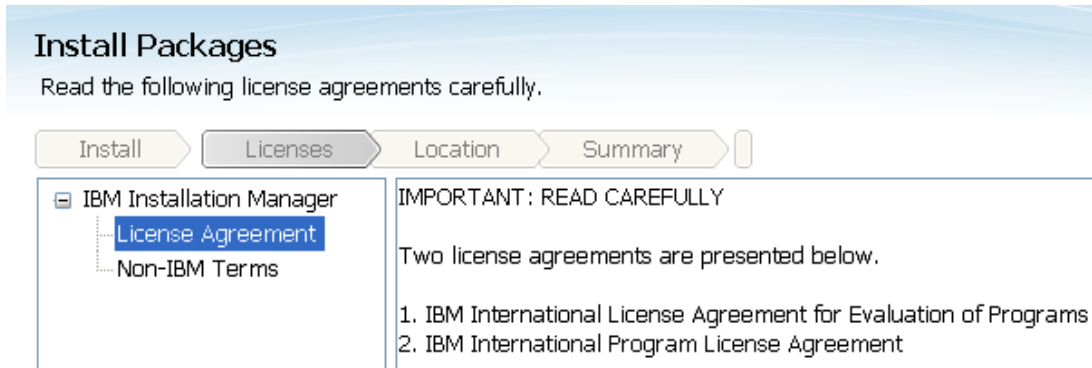 Install Packages
Read the following license agreements carefully.
Install Licenses Location Summary
IBM Installation Manager
License Agreement
Non-IBM Terms
IMPORTANT: READ CAREFULLY
Two license agreements are presented below.
1. IBM International License Agreement for Evaluation of Programs
2. IBM International Program License Agreement